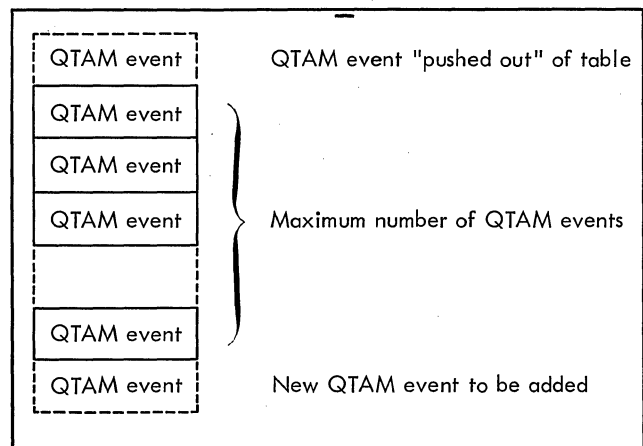 QTAM event QTAM event "pushed out" of table
QTAM event
QTAM event
QTAM event Maximum number of QTAM events
QTAM event
QTAM event New QTAM event to be added